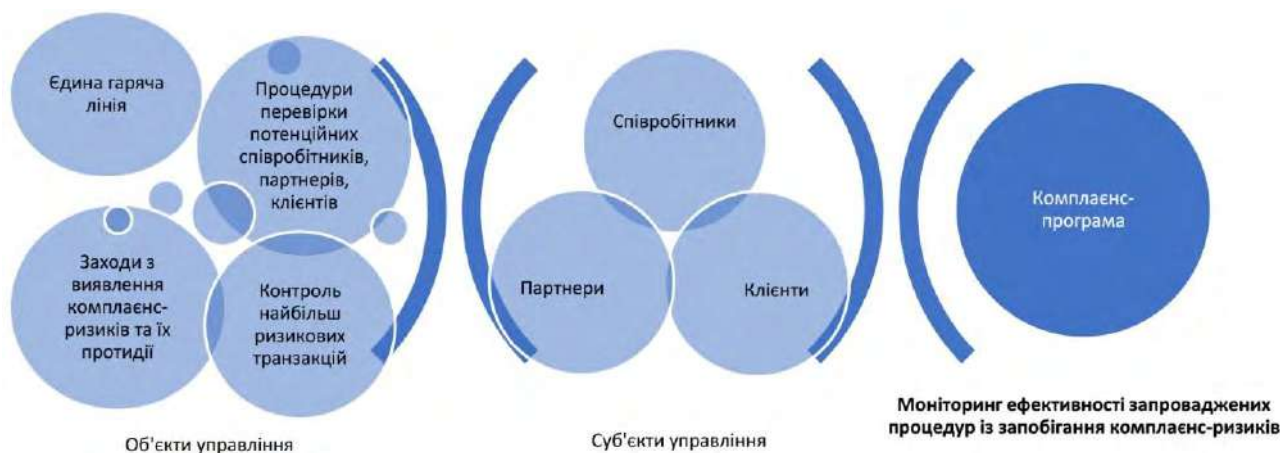 Єдина гаряча
лінія
Процедури
перевірки
потенційних
співробітників,
партнерів,
клієнтів
Заходи з
виявлення
комплаєнс-
ризиків та їх
протидії
Контроль
найбільш
ризикових
транзакцій
Об'єкти управління
Співробітники
Партнери
Клієнти
Суб'єкти управління
Комплаєнс-
програма
Моніторинг ефективності запроваджених
процедур із запобігання комплаєнс-ризиків